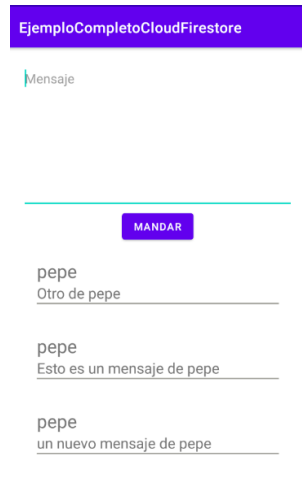 EjemploCompletoCloudFirestore
Mensaje
MANDAR
pepe
Otro de pepe
pepe
Esto es un mensaje de pepe
pepe
un nuevo mensaje de pepe